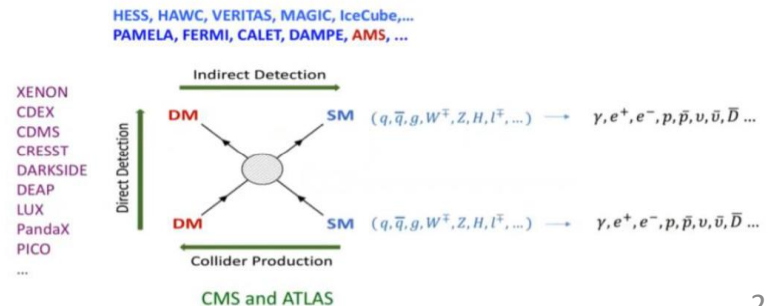 HESS, HAWC, VERITAS, MAGIC, IceCube,...
PAMELA, FERMI, CALET, DAMPE, AMS, ...
Indirect Detection
XENON
CDEX
CDMS
CRESST
DARKSIDE
DEAP
LUX
PandaX
PICO
...
Direct Detection
DM SM (q, q̅, g, W^∓, Z, H, l^∓, ...) → γ, e⁺, e⁻, p, p̅, υ, υ̅, D̅ ...
DM SM (q, q̅, g, W^∓, Z, H, l^∓, ...) → γ, e⁺, e⁻, p, p̅, υ, υ̅, D̅ ...
Collider Production
CMS and ATLAS